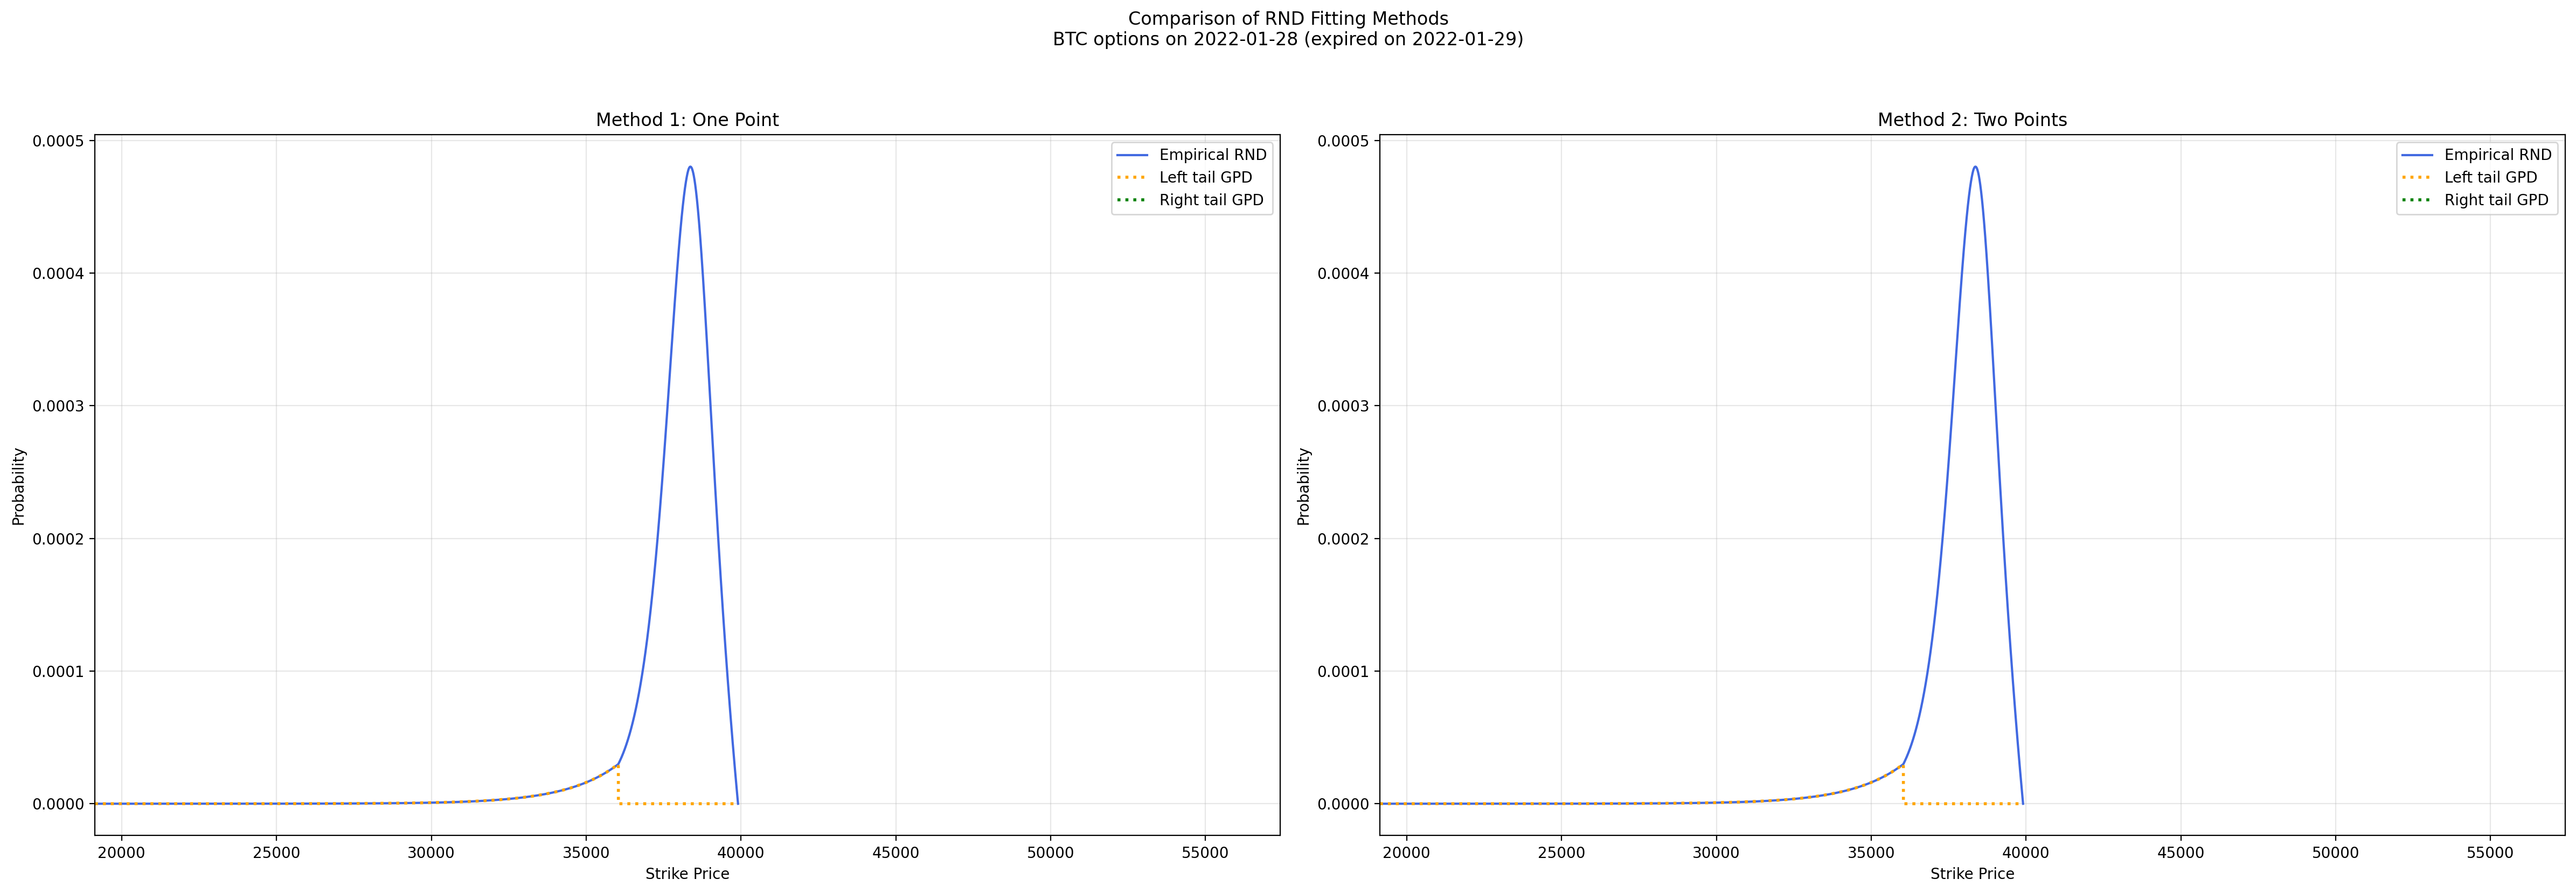 Comparison of RND Fitting Methods
BTC options on 2022-01-28 (expired on 2022-01-29)
Method 1: One Point
0.0005
0.0004
0.0003
0.0002
0.0001
0.0000
Probability
Empirical RND
Left tail GPD
Right tail GPD
20000 25000 30000 35000 40000 45000 50000 55000
Strike Price
Method 2: Two Points
0.0005
0.0004
0.0003
0.0002
0.0001
0.0000
Probability
Empirical RND
Left tail GPD
Right tail GPD
20000 25000 30000 35000 40000 45000 50000 55000
Strike Price